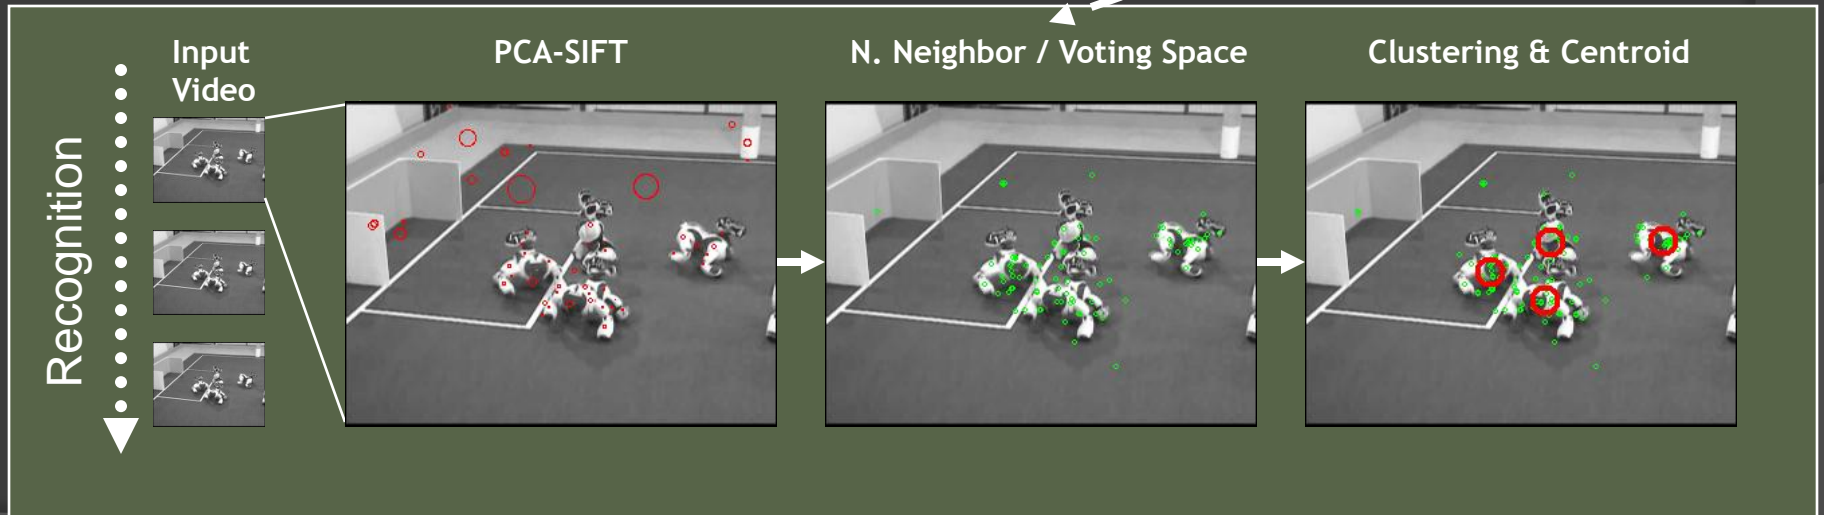 Input
Video
PCA-SIFT
N. Neighbor / Voting Space
Clustering & Centroid
Recognition